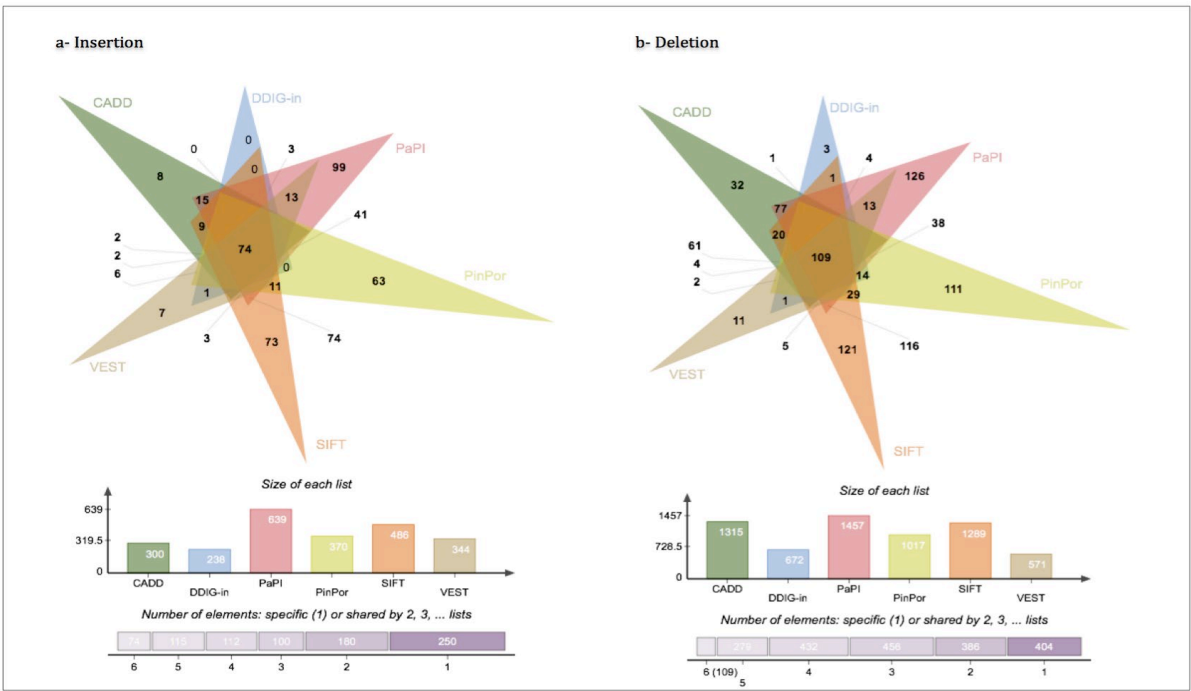 a- Insertion
CADD
DDIG-in
PaPI
PinPor
SIFT
VEST
0
0
3
99
8
0
13
15
41
9
2
74
2
0
6
63
11
1
7
3
73
74
Size of each list
639
319.5
0
300
238
639
370
486
344
CADD
DDIG-in
PaPI
PinPor
SIFT
VEST
Number of elements: specific (1) or shared by 2, 3, ... lists
74
115
112
100
180
250
6
5
4
3
2
1
b- Deletion
CADD
DDIG-in
PaPI
PinPor
SIFT
VEST
1
3
4
126
32
1
13
77
38
20
61
109
4
14
2
111
29
1
11
5
121
116
Size of each list
1457
728.5
0
1315
672
1457
1017
1289
571
CADD
DDIG-in
PaPI
PinPor
SIFT
VEST
Number of elements: specific (1) or shared by 2, 3, ... lists
432
386
404
6 (109)
5
4
3
2
1